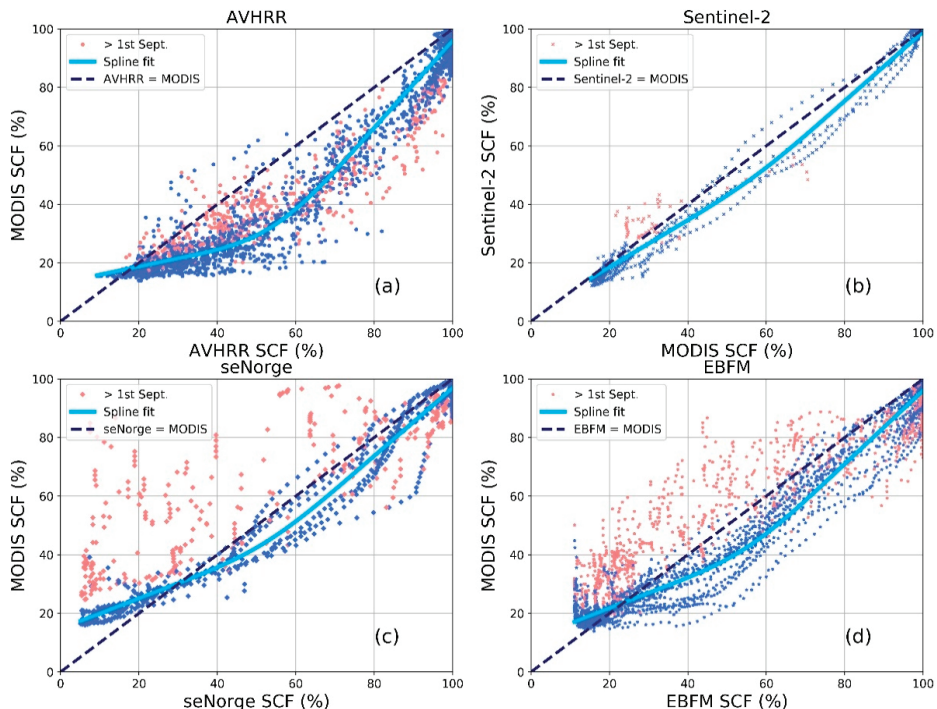 AVHRR
100
80
60
40
20
0
MODIS SCF (%)
> 1st Sept.
Spline fit
AVHRR = MODIS
(a)
0 20 40 60 80 100
AVHRR SCF (%)
Sentinel-2
100
80
60
40
20
0
Sentinel-2 SCF (%)
> 1st Sept.
Spline fit
Sentinel-2 = MODIS
(b)
0 20 40 60 80 100
MODIS SCF (%)
seNorge
100
80
60
40
20
0
MODIS SCF (%)
> 1st Sept.
Spline fit
seNorge = MODIS
(c)
0 20 40 60 80 100
seNorge SCF (%)
EBFM
100
80
60
40
20
0
MODIS SCF (%)
> 1st Sept.
Spline fit
EBFM = MODIS
(d)
0 20 40 60 80 100
EBFM SCF (%)